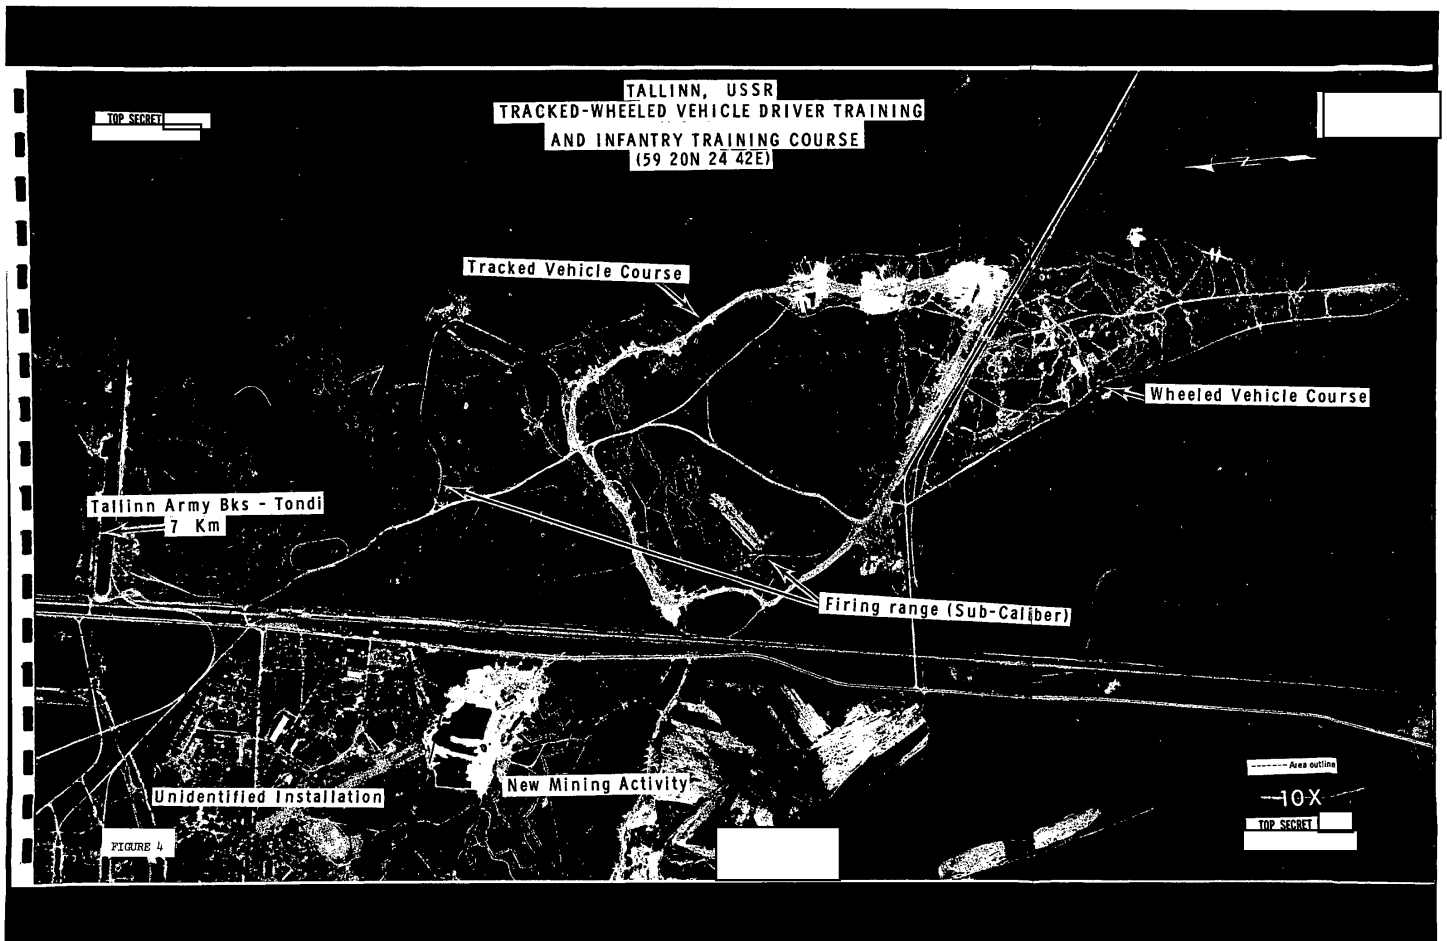 TOP SECRET
TALLINN, USSR
TRACKED-WHEELED VEHICLE DRIVER TRAINING
AND INFANTRY TRAINING COURSE
(59 20N 24 42E)
N
Tracked Vehicle Course
Wheeled Vehicle Course
Tallinn Army Bks - Tondi
7 Km
Firing range (Sub-Caliber)
New Mining Activity
Unidentified Installation
Area outline
10X
TOP SECRET
FIGURE 4